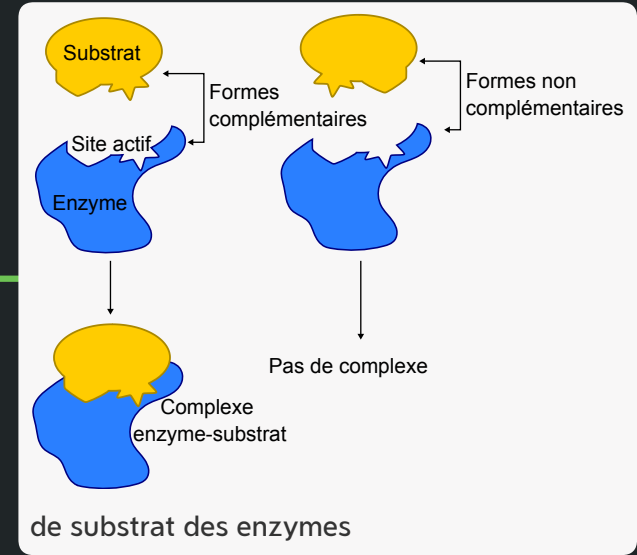 Substrat
Formes
complémentaires
Site actif
Enzyme
Formes non
complémentaires
Pas de complexe
Complexe
enzyme-substrat
de substrat des enzymes